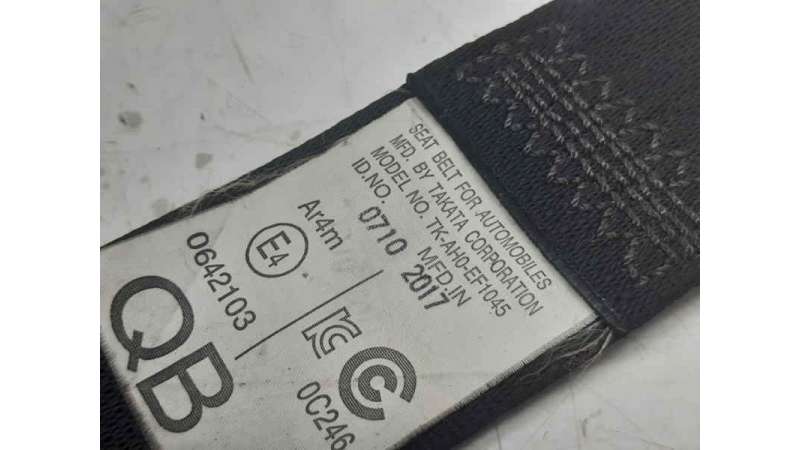 SEAT BELT FOR AUTOMOBILES
MFD. BY TAKATA CORPORATION
MODEL NO. TK-AH0-EF1045
ID.NO. MFD.IN
0710 2017
Ar4m
E4
0642103
0C246
QB